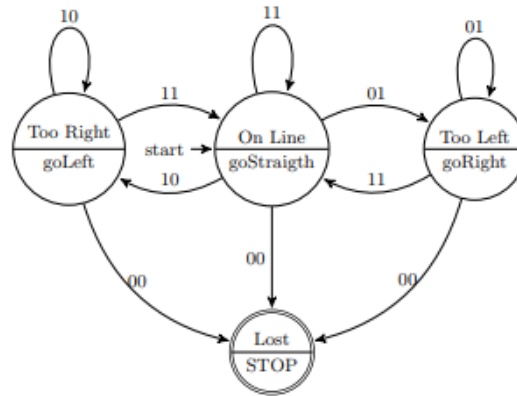 10
11
01
11
01
Too Right
goLeft
start
On Line
goStraigth
Too Left
goRight
10
11
00
00
00
Lost
STOP